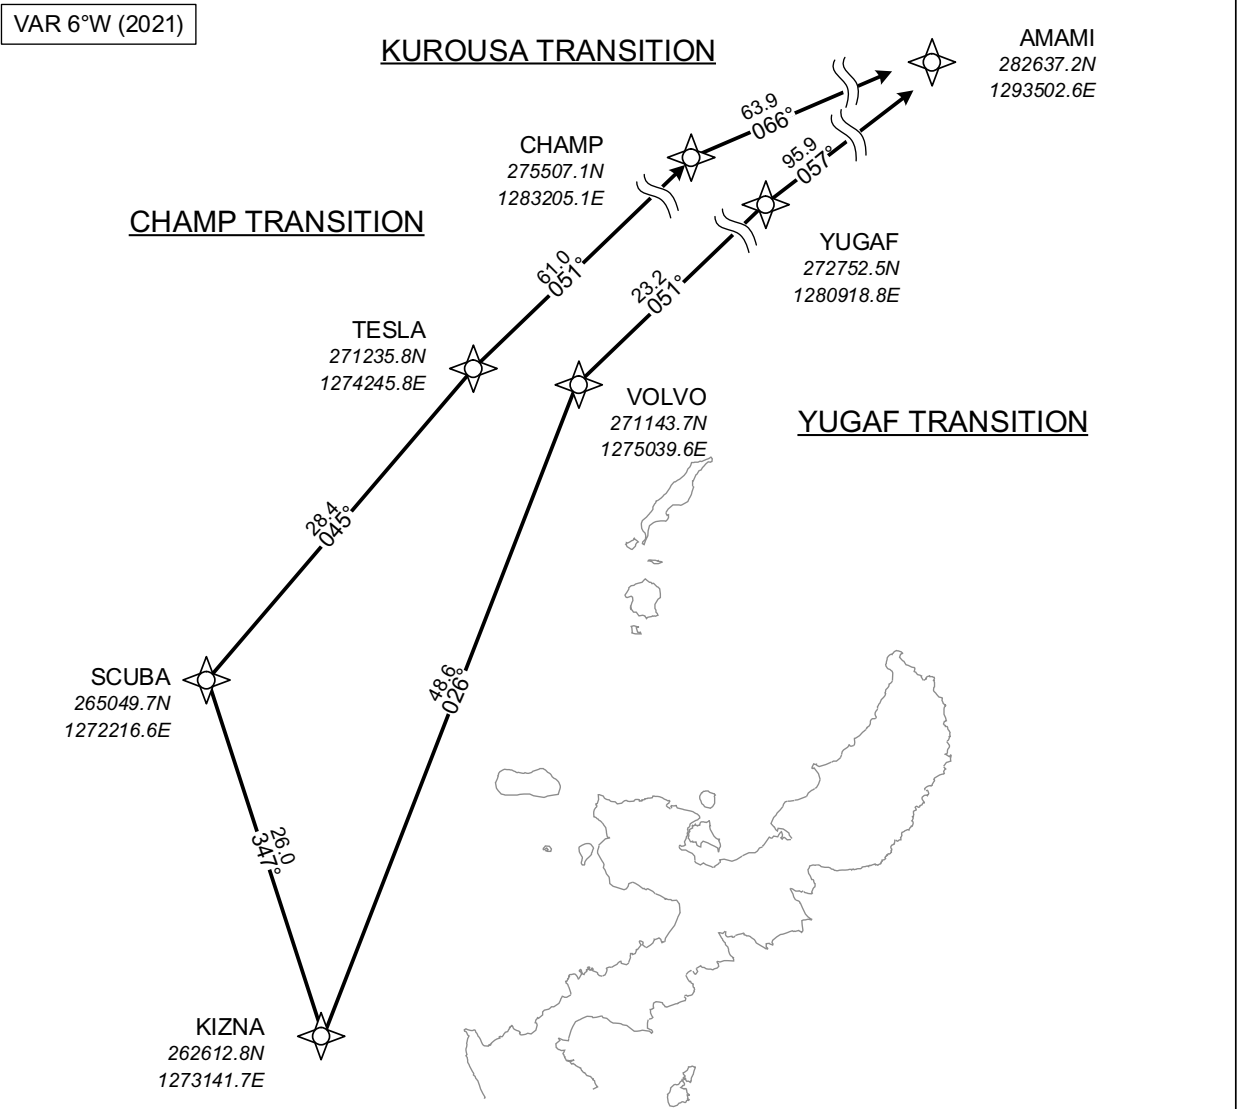 VAR 6°W (2021)
KUROUSA TRANSITION
AMAMI
282637.2N
1293502.6E
63.9
066°
CHAMP
275507.1N
1283205.1E
95.9
057°
CHAMP TRANSITION
YUGAF
272752.5N
1280918.8E
61.0
051°
23.2
051°
TESLA
271235.8N
1274245.8E
VOLVO
271143.7N
1275039.6E
YUGAF TRANSITION
28.4
045°
SCUBA
265049.7N
1272216.6E
48.6
026°
26.0
347°
KIZNA
262612.8N
1273141.7E